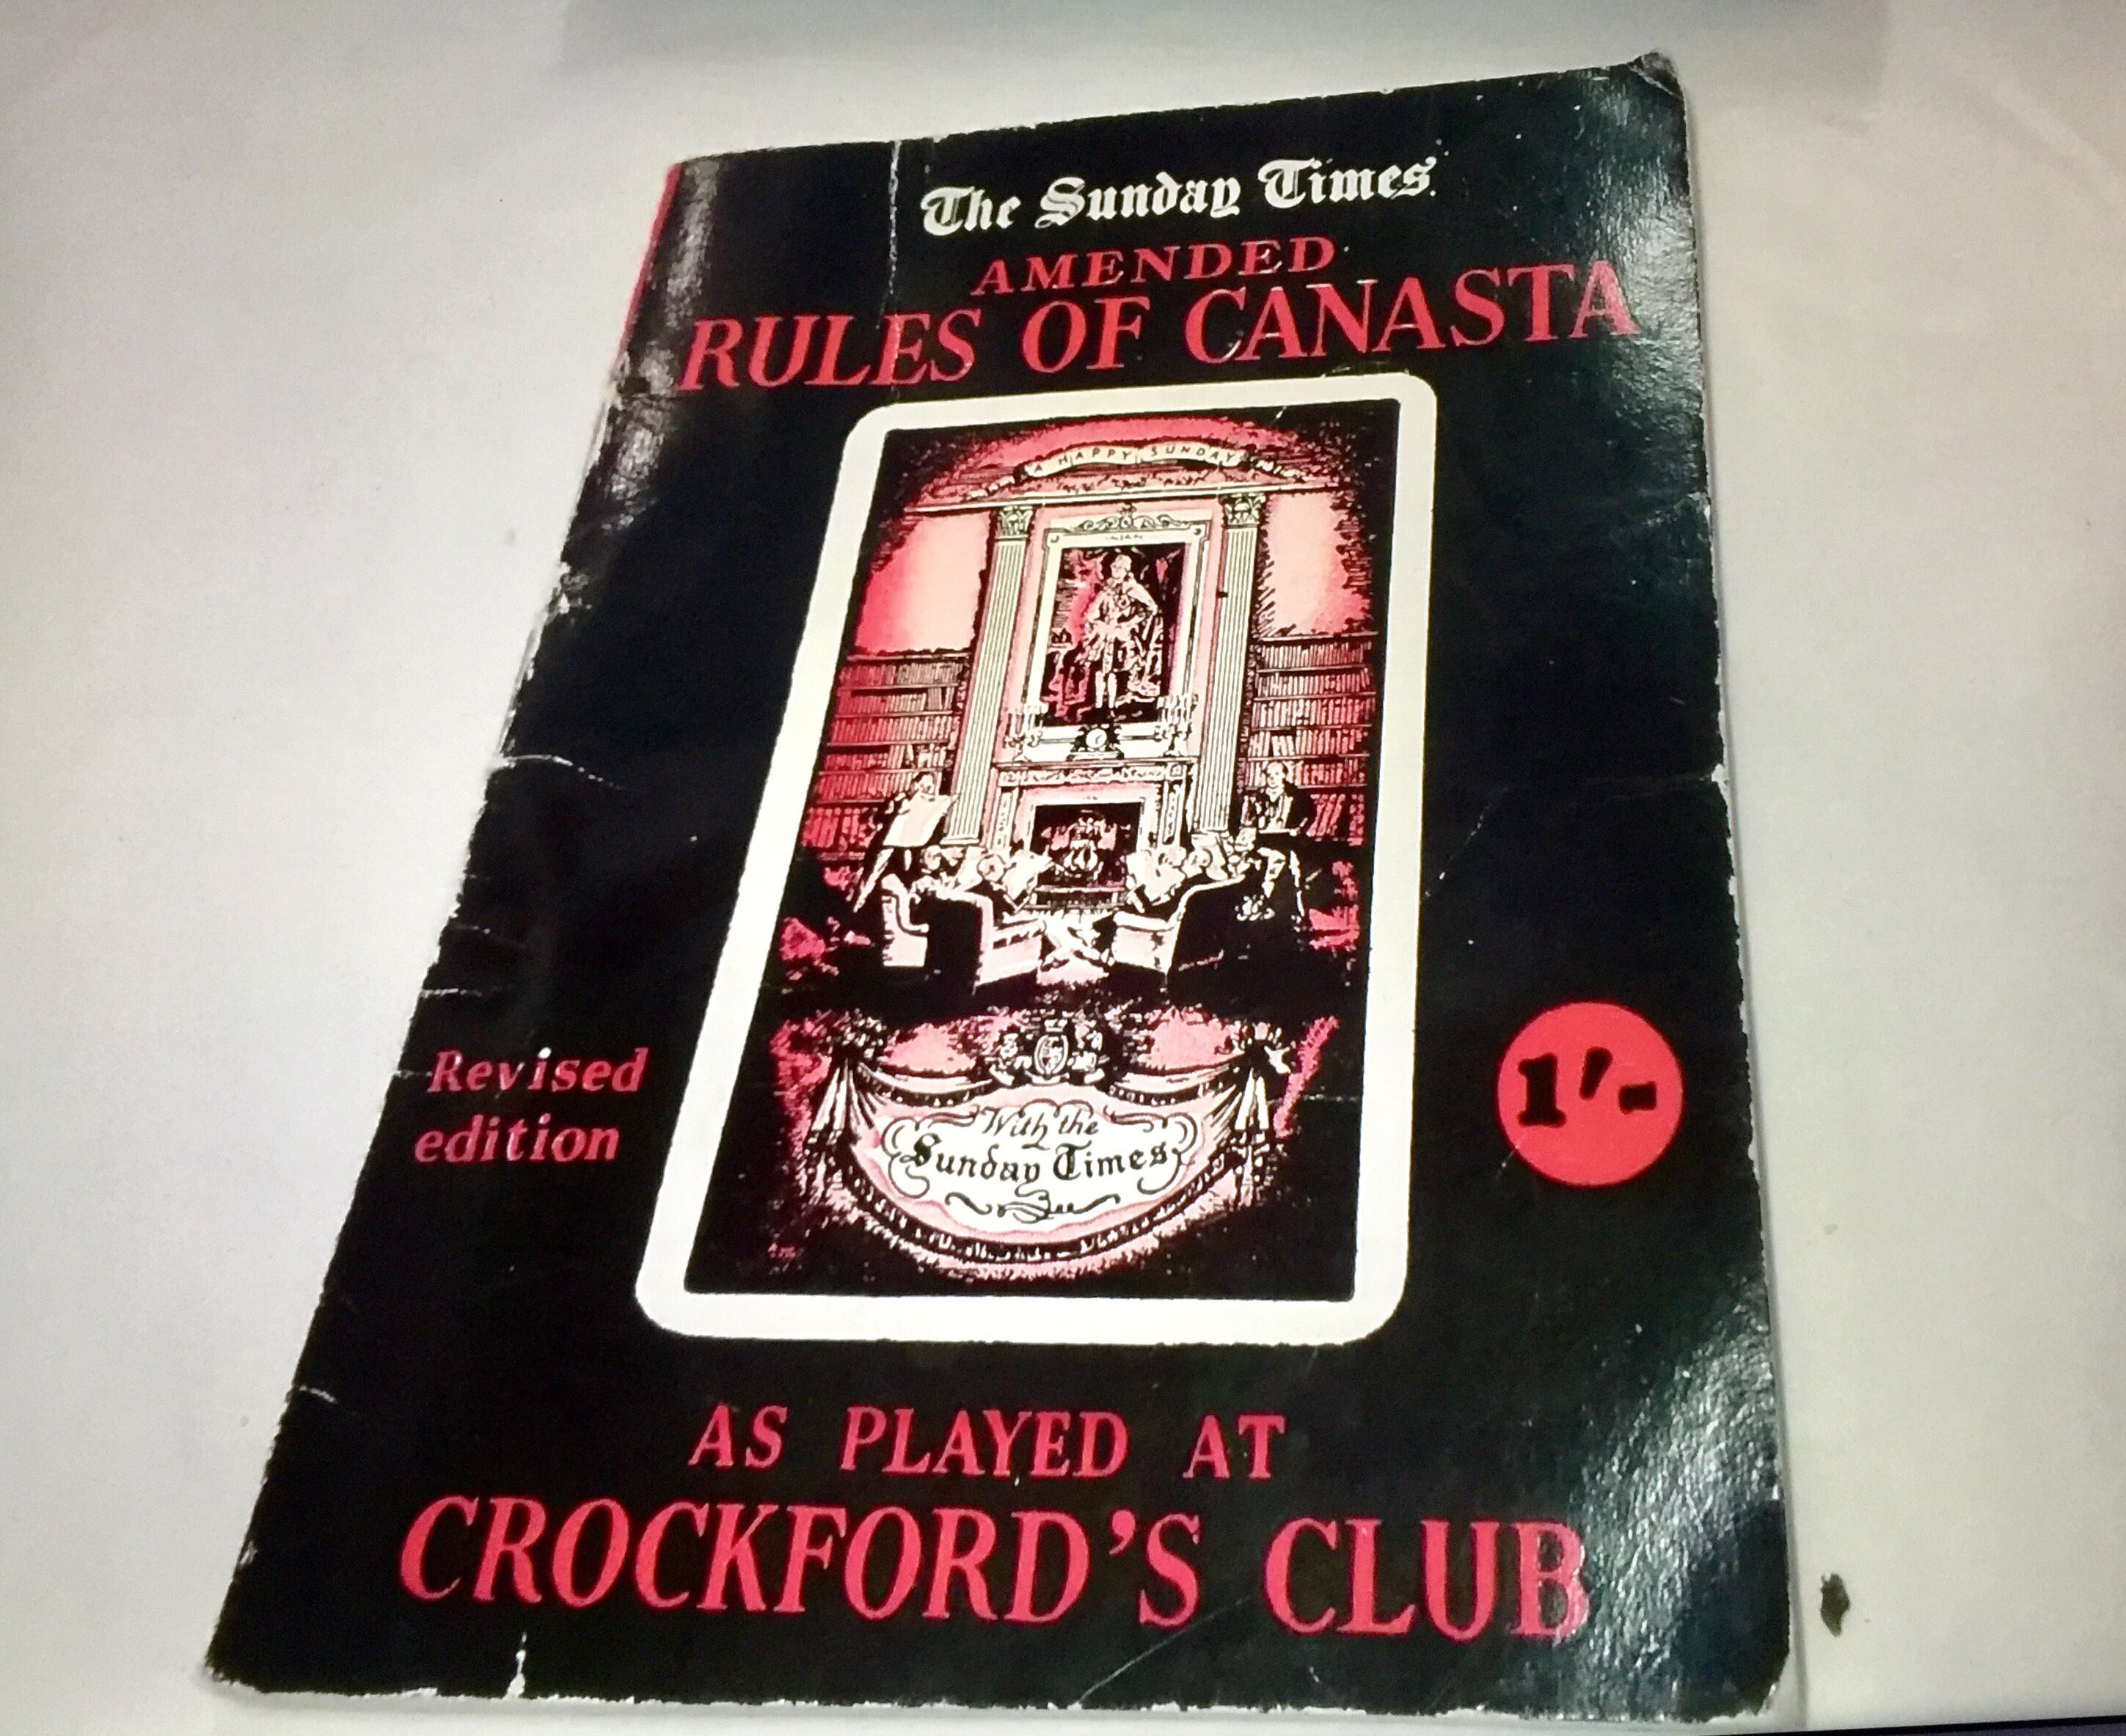 The Sunday Times
AMENDED
RULES OF CANASTA
A HAPPY SUNDAY
Revised
edition
1'-
With the
Sunday Times
AS PLAYED AT
CROCKFORD'S CLUB